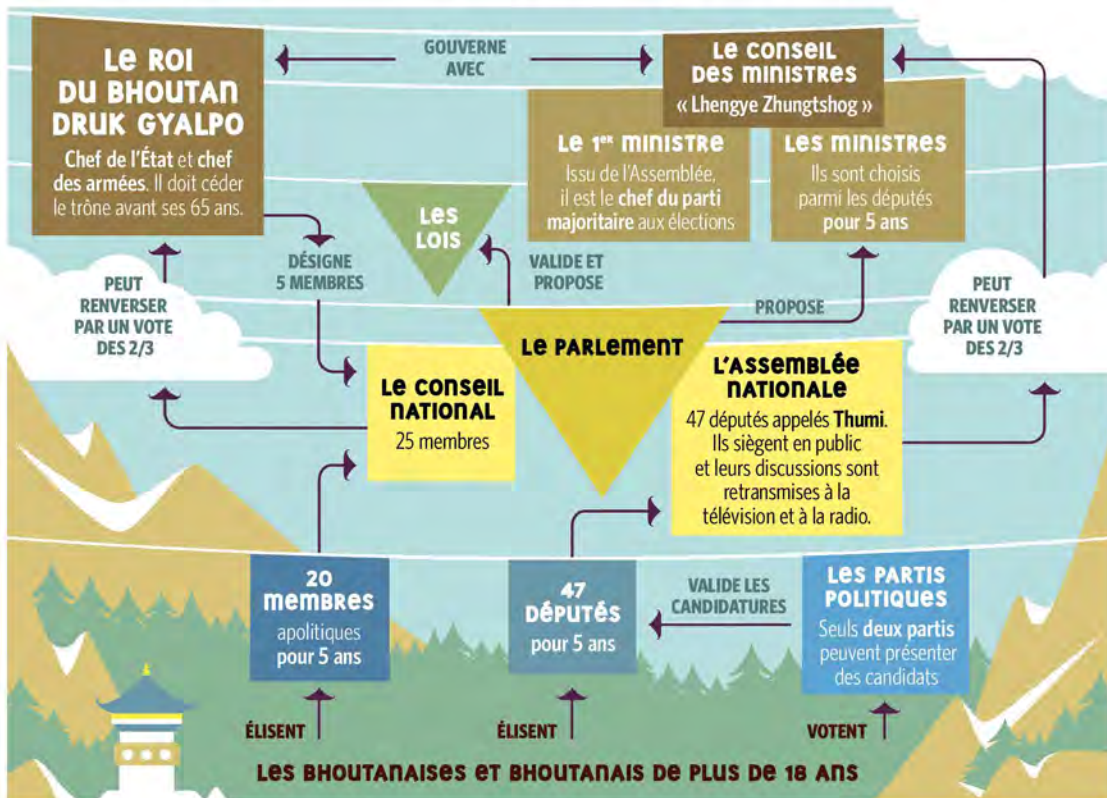 Le roi
du Bhoutan
Druk Gyalpo
Chef de l'État et chef
des armées. Il doit céder
le trône avant ses 65 ans.
GOUVERNE
AVEC
Le conseil
des ministres
« Lhengye Zhungtshog »
Le 1er ministre
Issu de l'Assemblée,
il est le chef du parti
majoritaire aux élections
Les ministres
Ils sont choisis
parmi les députés
pour 5 ans
Les
lois
DÉSIGNE
5 MEMBRES
VALIDE ET
PROPOSE
PROPOSE
PEUT
RENVERSER
PAR UN VOTE
DES 2/3
PEUT
RENVERSER
PAR UN VOTE
DES 2/3
Le parlement
Le conseil
national
25 membres
L'Assemblée
nationale
47 députés appelés Thumi.
Ils siègent en public
et leurs discussions sont
retransmises à la
télévision et à la radio.
20
membres
apolitiques
pour 5 ans
47
députés
pour 5 ans
VALIDE LES
CANDIDATURES
Les partis
politiques
Seuls deux partis
peuvent présenter
des candidats
ÉLISENT
ÉLISENT
VOTENT
Les Bhoutanaises et Bhoutanais de plus de 18 ans